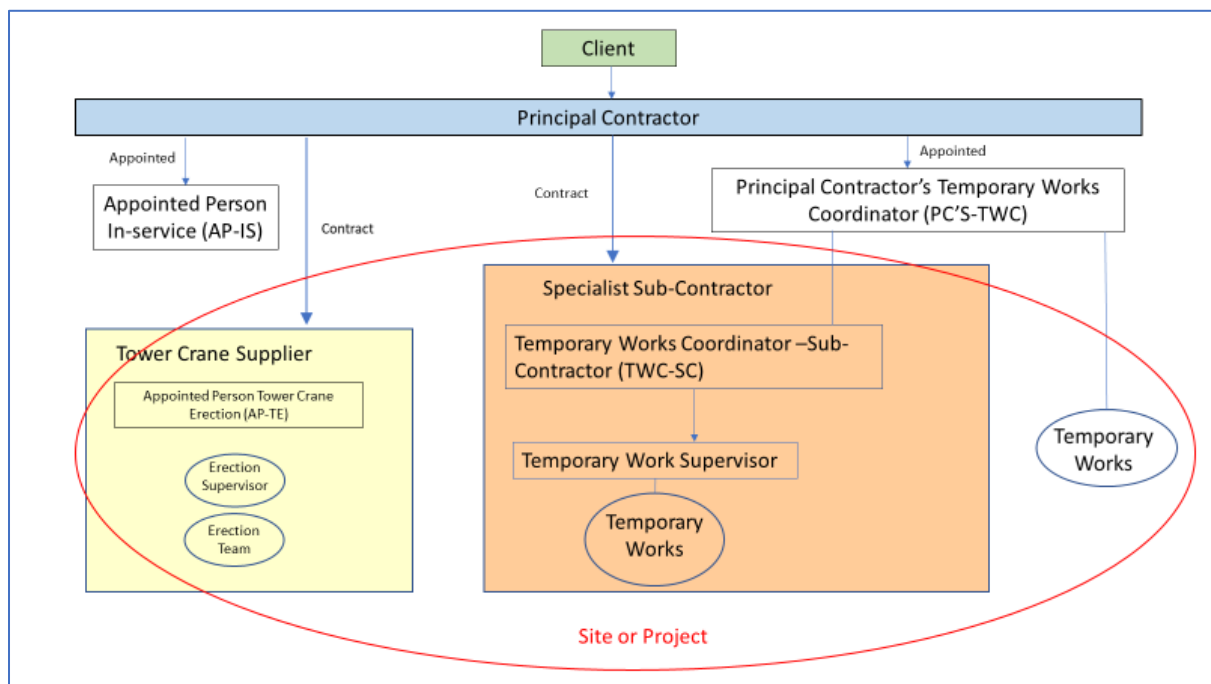 Client
Principal Contractor
Appointed
Appointed
Contract
Contract
Appointed Person
In-service (AP-IS)
Principal Contractor's Temporary Works
Coordinator (PC'S-TWC)
Specialist Sub-Contractor
Temporary Works Coordinator –Sub-
Contractor (TWC-SC)
Temporary Work Supervisor
Temporary
Works
Tower Crane Supplier
Appointed Person Tower Crane
Erection (AP-TE)
Erection
Supervisor
Erection
Team
Temporary
Works
Site or Project